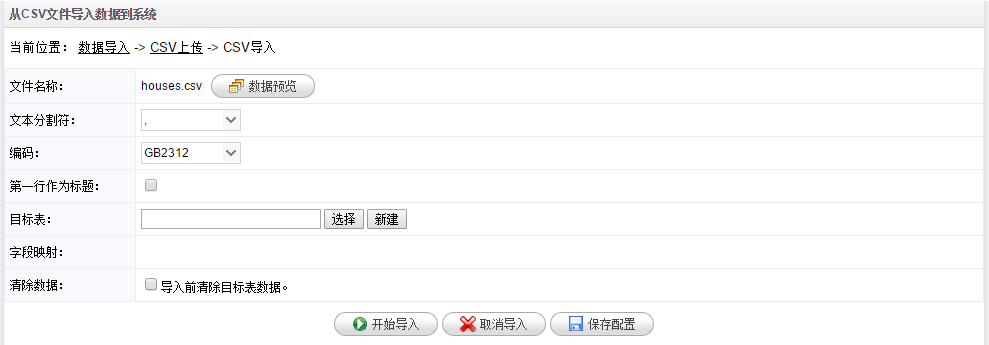 从CSV文件导入数据到系统
当前位置： 数据导入 -> CSV上传 -> CSV导入
文件名称： houses.csv 数据预览
文本分割符： ,
编码： GB2312
第一行作为标题：
目标表： 选择 新建
字段映射：
清除数据： 导入前清除目标表数据。
开始导入 取消导入 保存配置